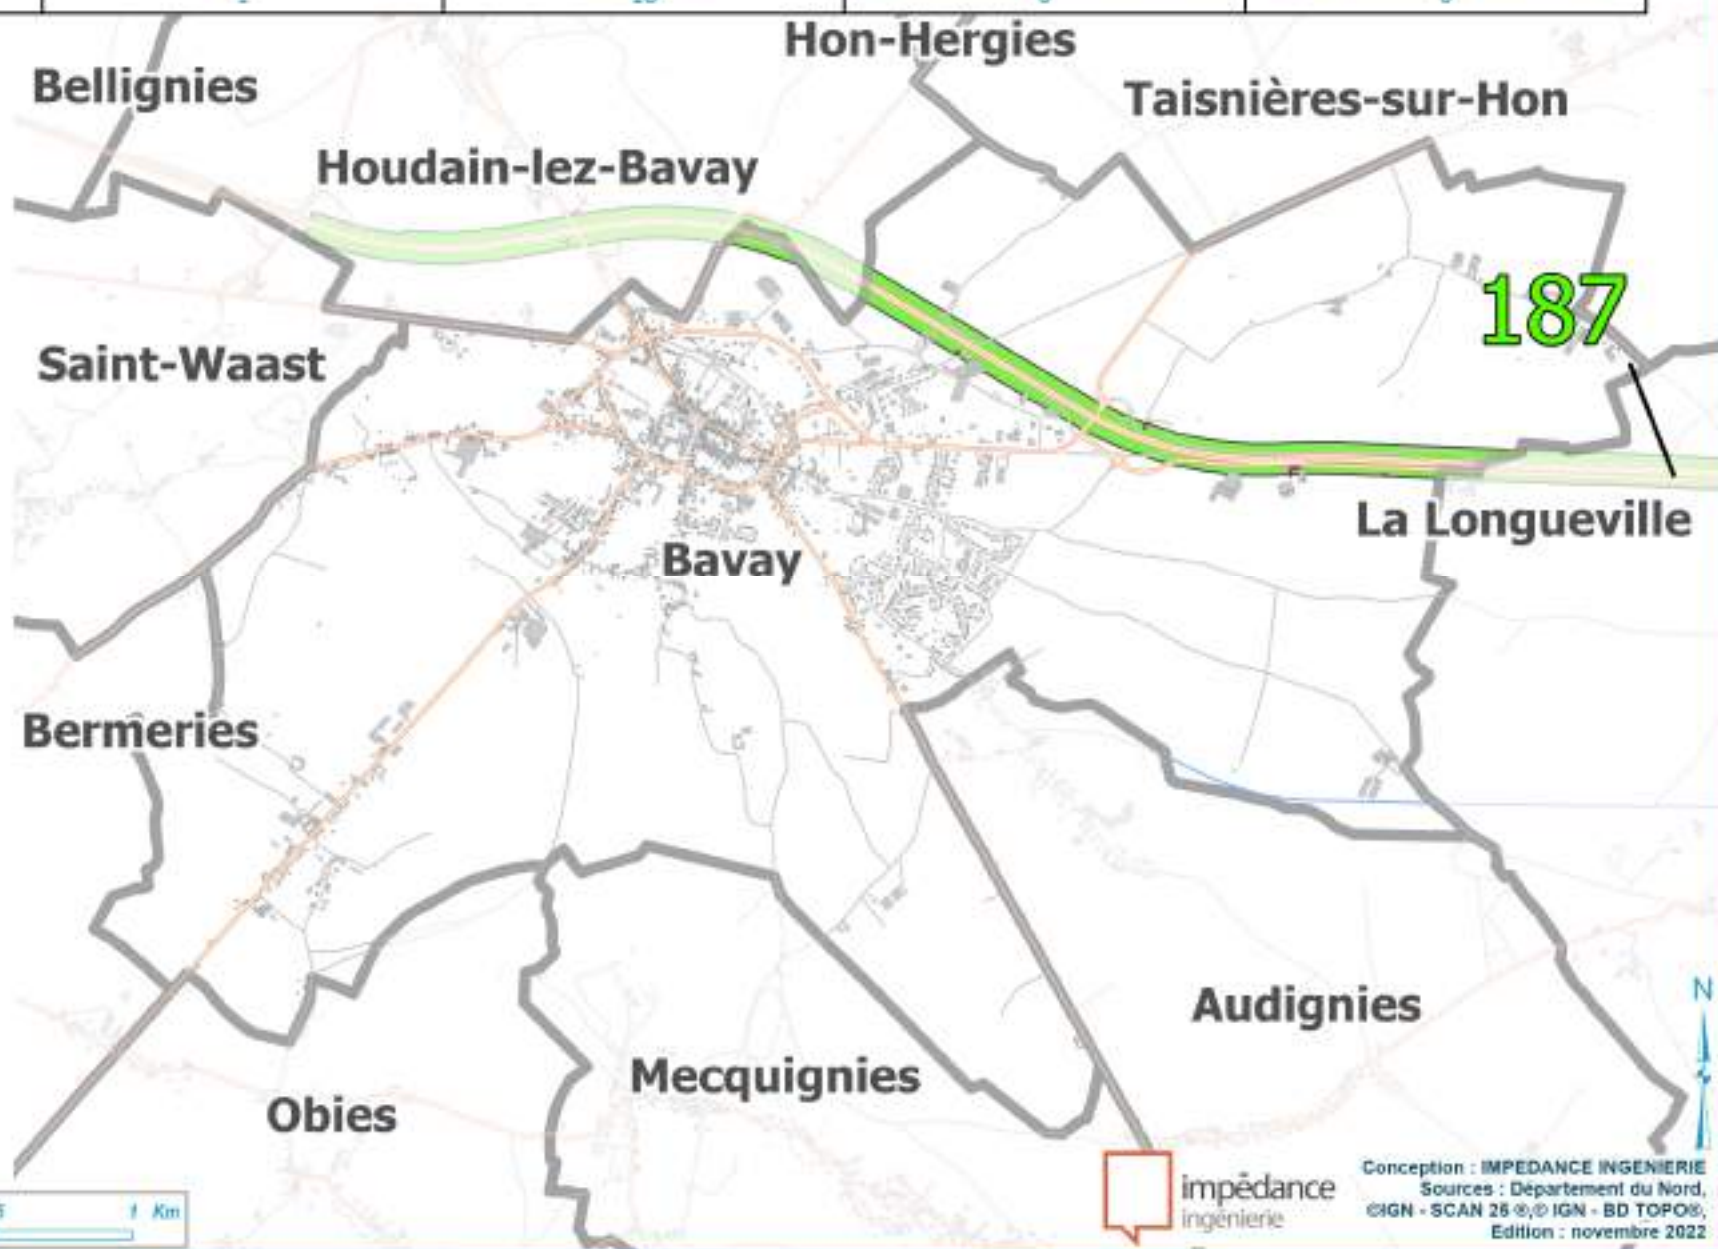 Hon-Hergies
Bellignies
Taisnières-sur-Hon
Houdain-lez-Bavay
187
Saint-Waast
La Longueville
Bavay
Bermeries
Audignies
N
Mecquignies
Obies
impédance
ingénierie
Conception : IMPEDANCE INGENIERIE
Sources : Département du Nord,
©IGN - SCAN 25 ®,© IGN - BD TOPO®,
Edition : novembre 2022
1 Km